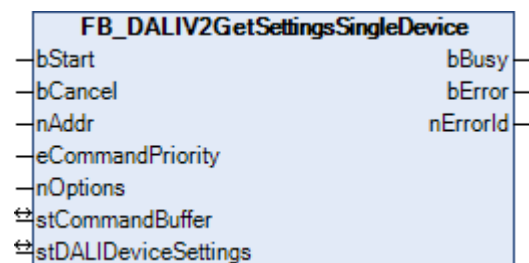 FB_DALIV2GetSettingsSingleDevice
bStart bBusy
bCancel bError
nAddr nErrorId
eCommandPriority
nOptions
stCommandBuffer
stDALIDeviceSettings